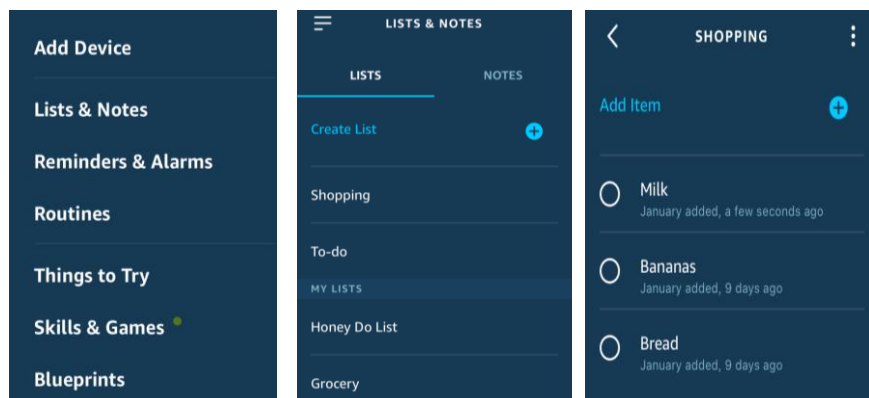 Add Device
Lists & Notes
Reminders & Alarms
Routines
Things to Try
Skills & Games
Blueprints
LISTS & NOTES
LISTS NOTES
Create List
Shopping
To-do
MY LISTS
Honey Do List
Grocery
SHOPPING
Add Item
Milk
January added, a few seconds ago
Bananas
January added, 9 days ago
Bread
January added, 9 days ago